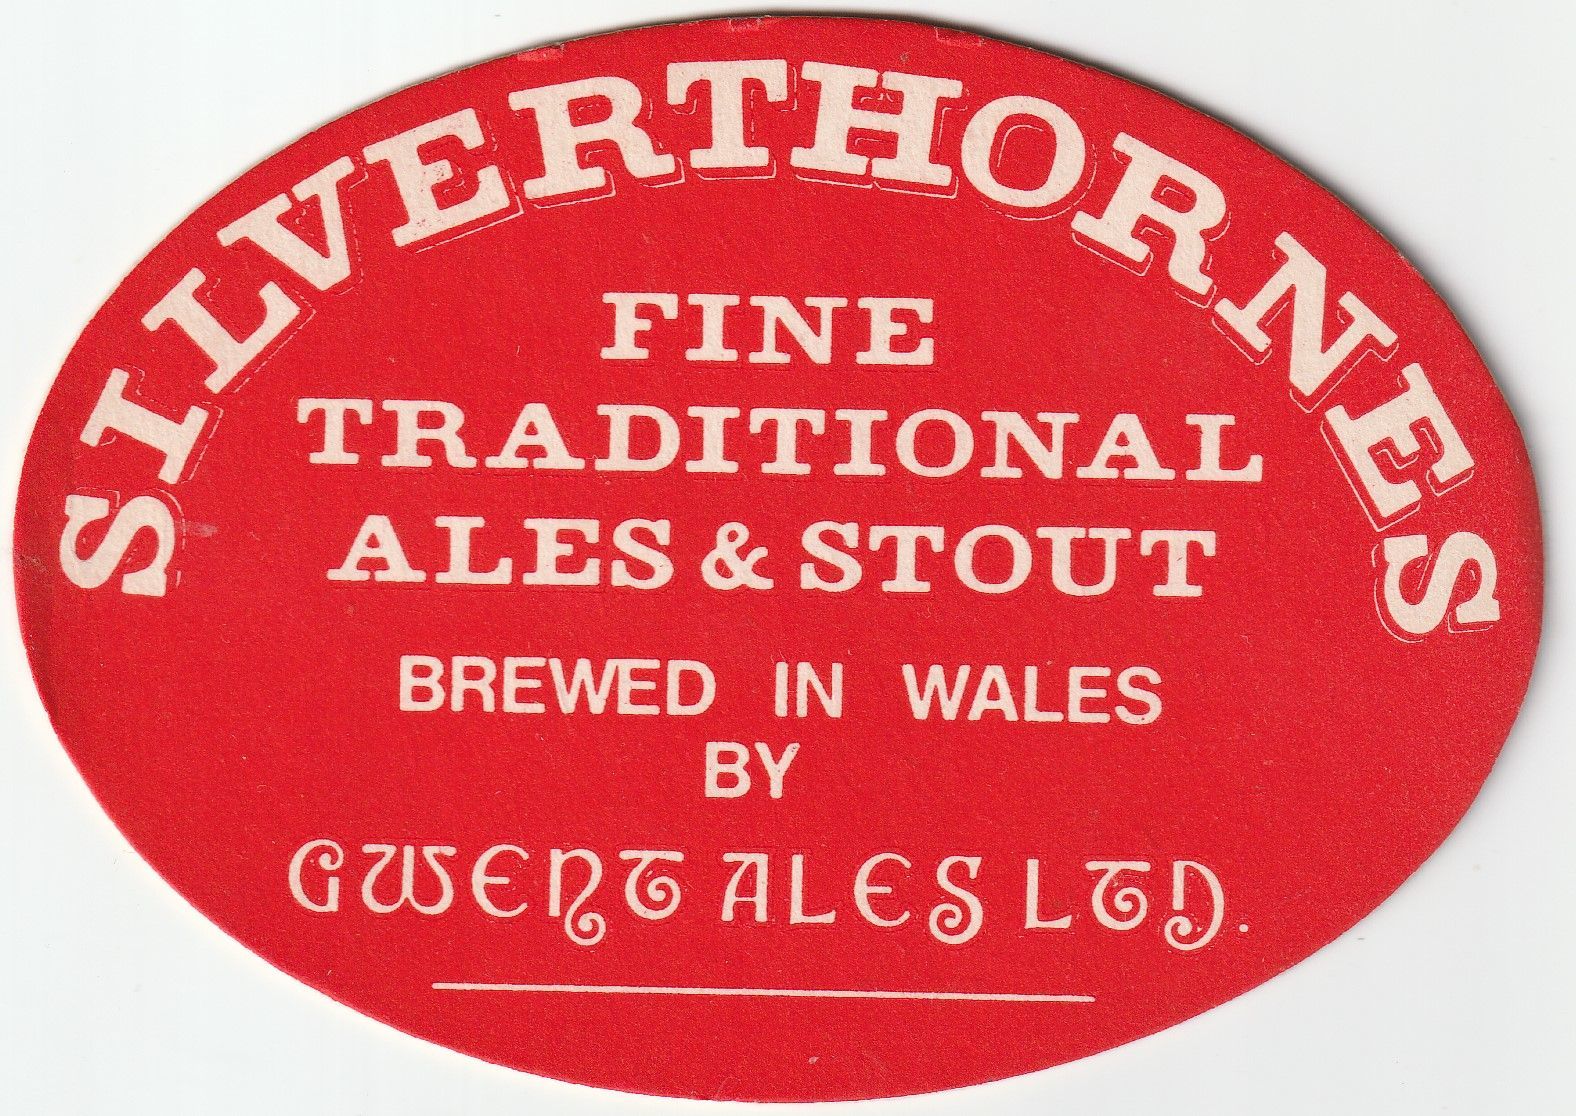 SILVERTHORNES
FINE
TRADITIONAL
ALES & STOUT
BREWED IN WALES
BY
GWENT ALES LTD.